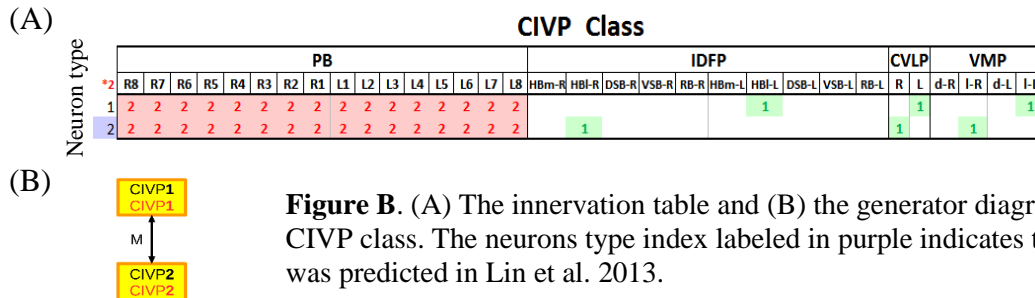 (A)
CIVP Class
Neuron type
PB IDFP CVLP VMP
*2 R8 R7 R6 R5 R4 R3 R2 R1 L1 L2 L3 L4 L5 L6 L7 L8 HBm-R HBl-R DSB-R VSB-R RB-R HBm-L HBl-L DSB-L VSB-L RB-L R L d-R l-R d-L
1 2 2 2 2 2 2 2 2 2 2 2 2 2 2 2 2 1 1 1
2 2 2 2 2 2 2 2 2 2 2 2 2 2 2 2 2 2 1 1 1
(B)
CIVP1
CIVP1
M
CIVP2
CIVP2
Figure B. (A) The innervation table and (B) the generator
CIVP class. The neurons type index labeled in purple indicates
was predicted in Lin et al. 2013.